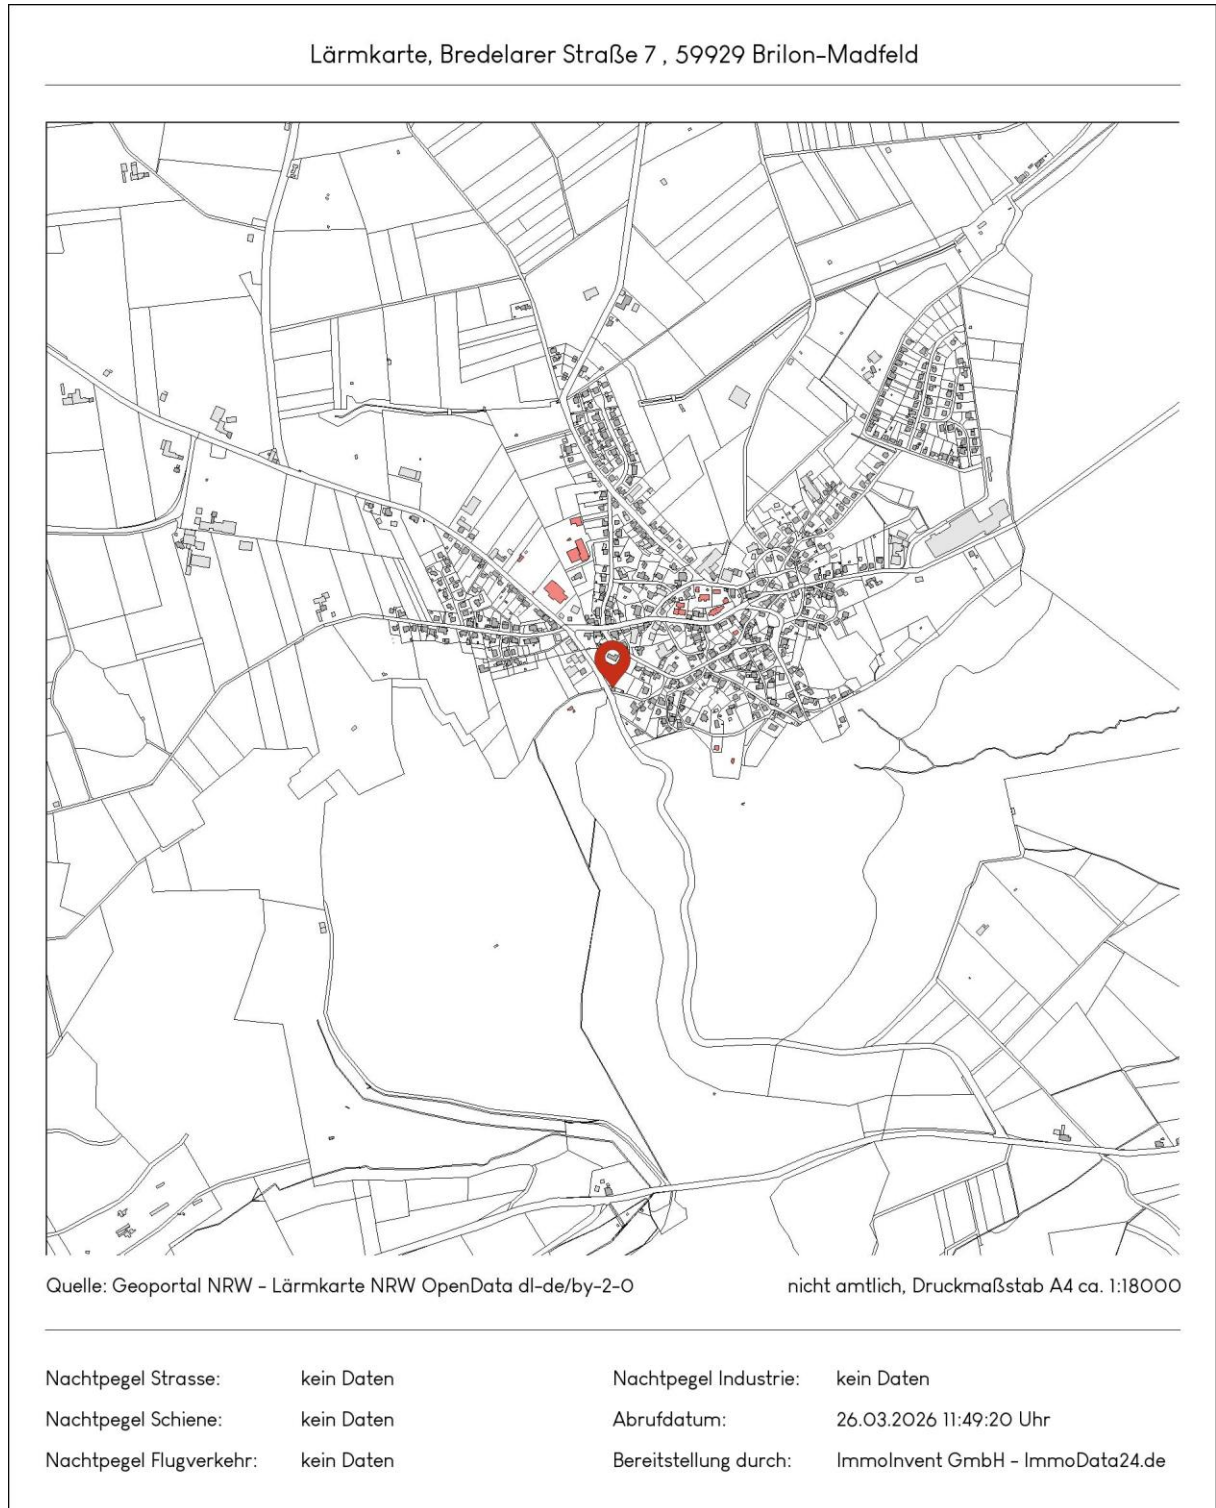 Lärmkarte, Bredelarer Straße 7 , 59929 Brilon-Madfeld
Quelle: Geoportal NRW - Lärmkarte NRW OpenData dl-de/by-2-0
nicht amtlich, Druckmaßstab A4 ca. 1:18000
Nachtpegel Strasse: kein Daten
Nachtpegel Industrie: kein Daten
Nachtpegel Schiene: kein Daten
Abrufdatum: 26.03.2026 11:49:20 Uhr
Nachtpegel Flugverkehr: kein Daten
Bereitstellung durch: ImmoInvent GmbH - ImmoData24.de